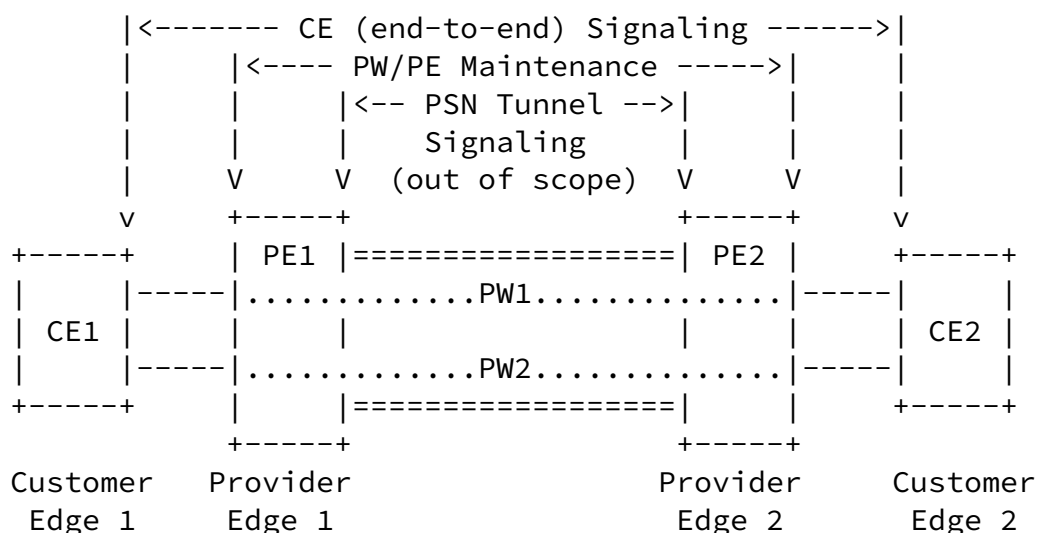 |<------- CE (end-to-end) Signaling ------>|
|     |<---- PW/PE Maintenance ----->|     |
|     |     |<-- PSN Tunnel -->|     |     |
|     |     |    Signaling     |     |     |
|     V     V  (out of scope)  V     V     |
v     +-----+                  +-----+     v
+-----+     | PE1 |==================| PE2 |     +-----+
|     |-----|.............PW1..............|-----|     |
| CE1 |     |     |                  |     |     | CE2 |
|     |-----|.............PW2..............|-----|     |
+-----+     |     |==================|     |     +-----+
+-----+                  +-----+
Customer   Provider                 Provider     Customer
Edge 1     Edge 1                   Edge 2       Edge 2